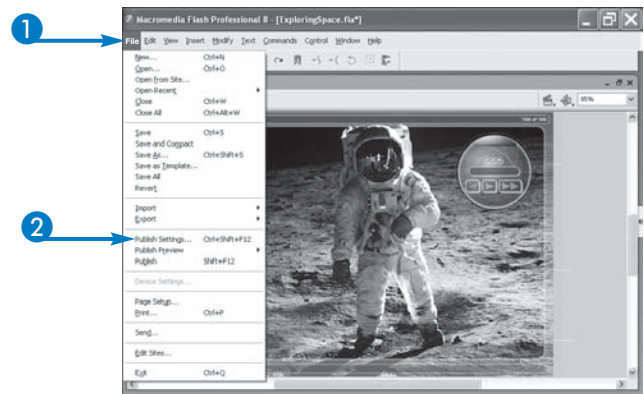 1
Macromedia Flash Professional 8 - [ExploringSpace.fla*]
File Edit View Insert Modify Text Commands Control Window Help
New... Ctrl+N
Open... Ctrl+O
Open from Site...
Open Recent
Close Ctrl+W
Close All Ctrl+Alt+W
85%
Save Ctrl+S
Save and Compact
Save As... Ctrl+Shift+S
Save as Template...
Save All
Revert
Import
Export
2
Publish Settings... Ctrl+Shift+F12
Publish Preview
Publish Shift+F12
Device Settings...
Page Setup...
Print... Ctrl+P
Send...
Edit Sites...
Exit Ctrl+Q